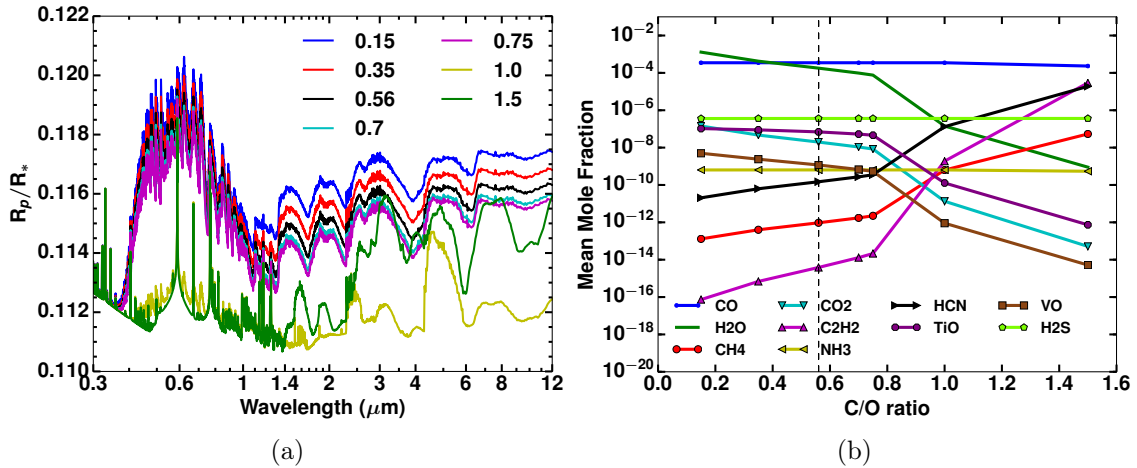 0.122
0.120
0.118
0.116
0.114
0.112
0.110
R_p/R_*
0.15
0.35
0.56
0.7
0.75
1.0
1.5
0.3
0.6
1
1.4
2
3
4
6
8
12
Wavelength (μm)
(a)
10^-2
10^-4
10^-6
10^-8
10^-10
10^-12
10^-14
10^-16
10^-18
10^-20
Mean Mole Fraction
CO
H2O
CH4
CO2
C2H2
NH3
HCN
TiO
VO
H2S
0.0
0.2
0.4
0.6
0.8
1.0
1.2
1.4
1.6
C/O ratio
(b)